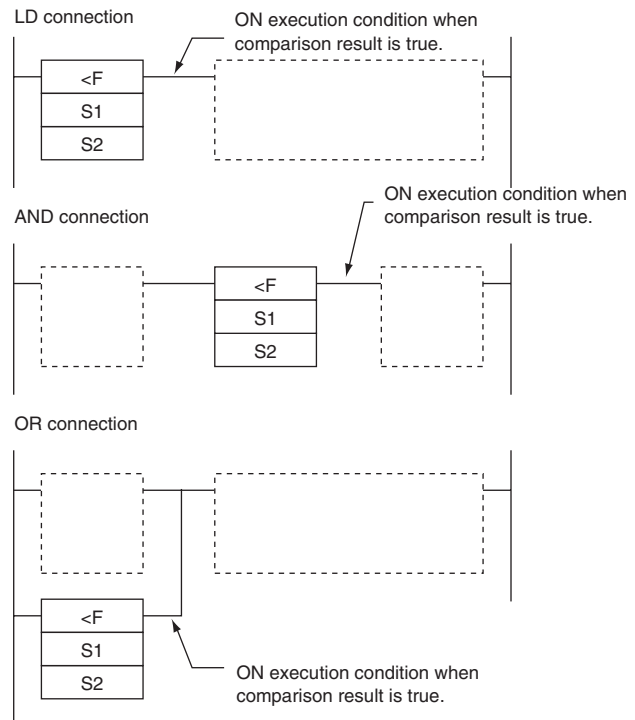 LD connection
ON execution condition when
comparison result is true.
<F
S1
S2
AND connection
ON execution condition when
comparison result is true.
<F
S1
S2
OR connection
<F
S1
S2
ON execution condition when
comparison result is true.